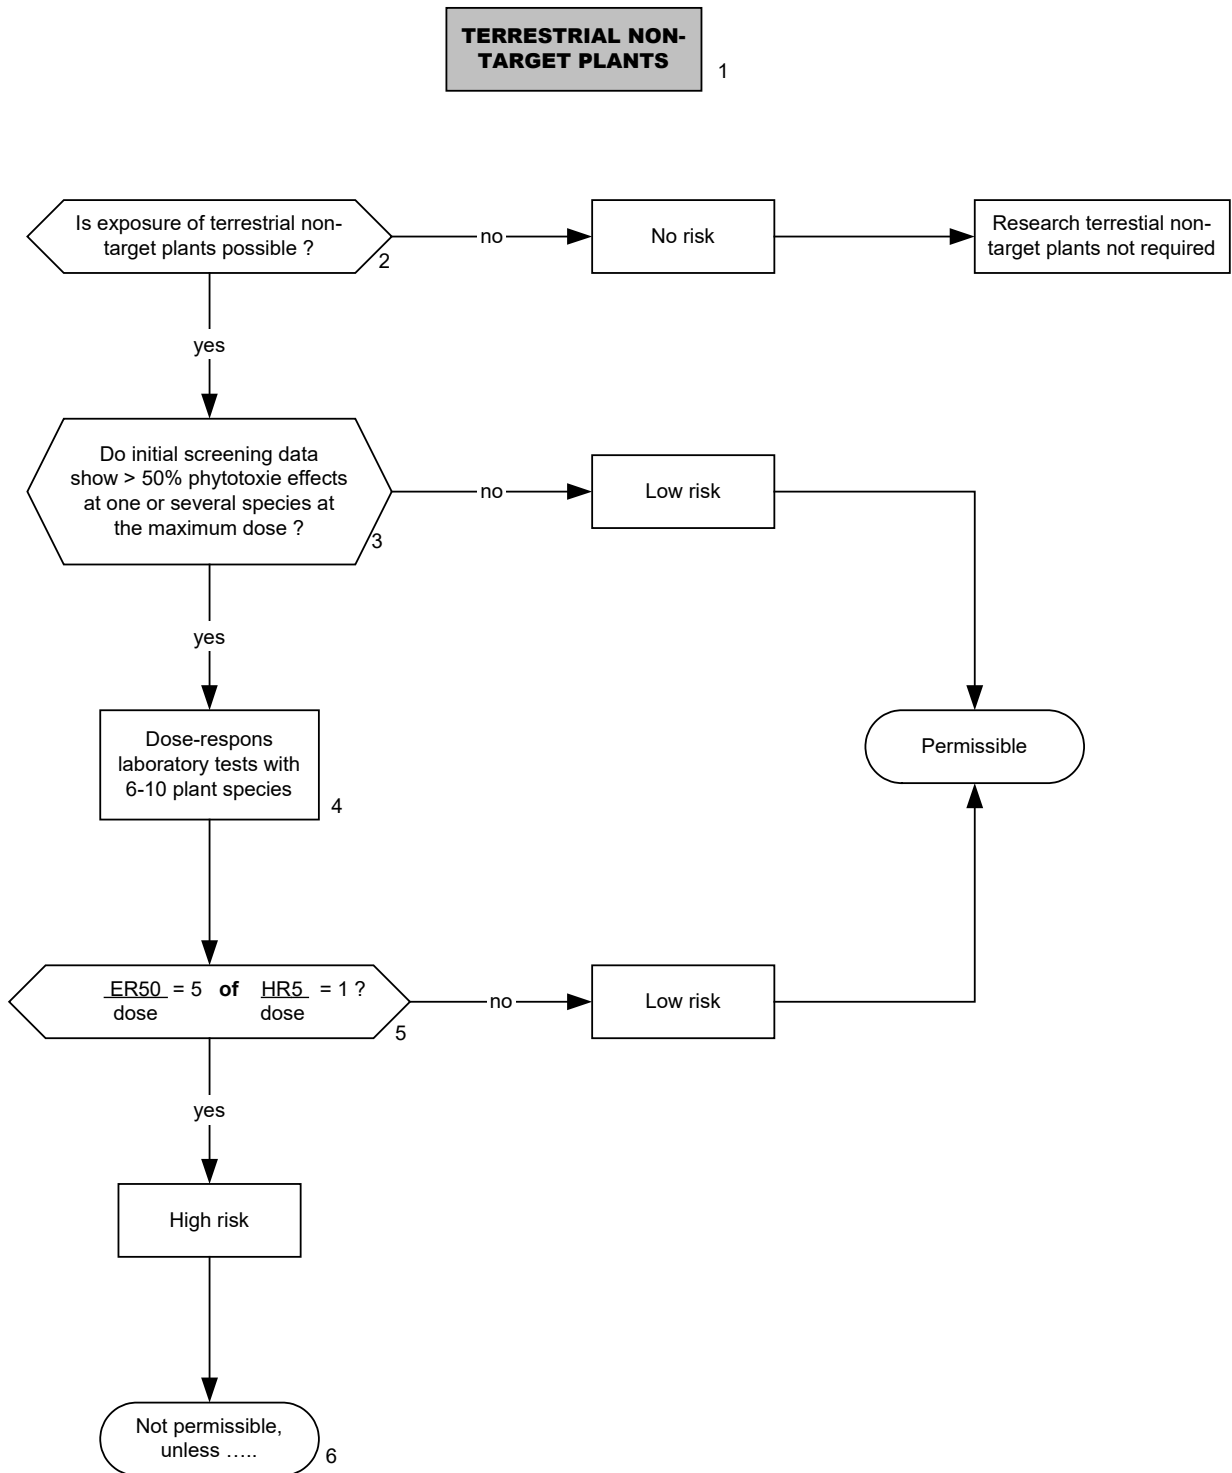 TERRESTRIAL NON-
TARGET PLANTS
1
Is exposure of terrestrial non-
target plants possible ?
2
no
No risk
Research terrestial non-
target plants not required
yes
Do initial screening data
show > 50% phytotoxie effects
at one or several species at
the maximum dose ?
3
no
Low risk
yes
Dose-respons
laboratory tests with
6-10 plant species
4
Permissible
ER50 = 5 of HR5 = 1 ?
dose dose
5
no
Low risk
yes
High risk
Not permissible,
unless …..
6